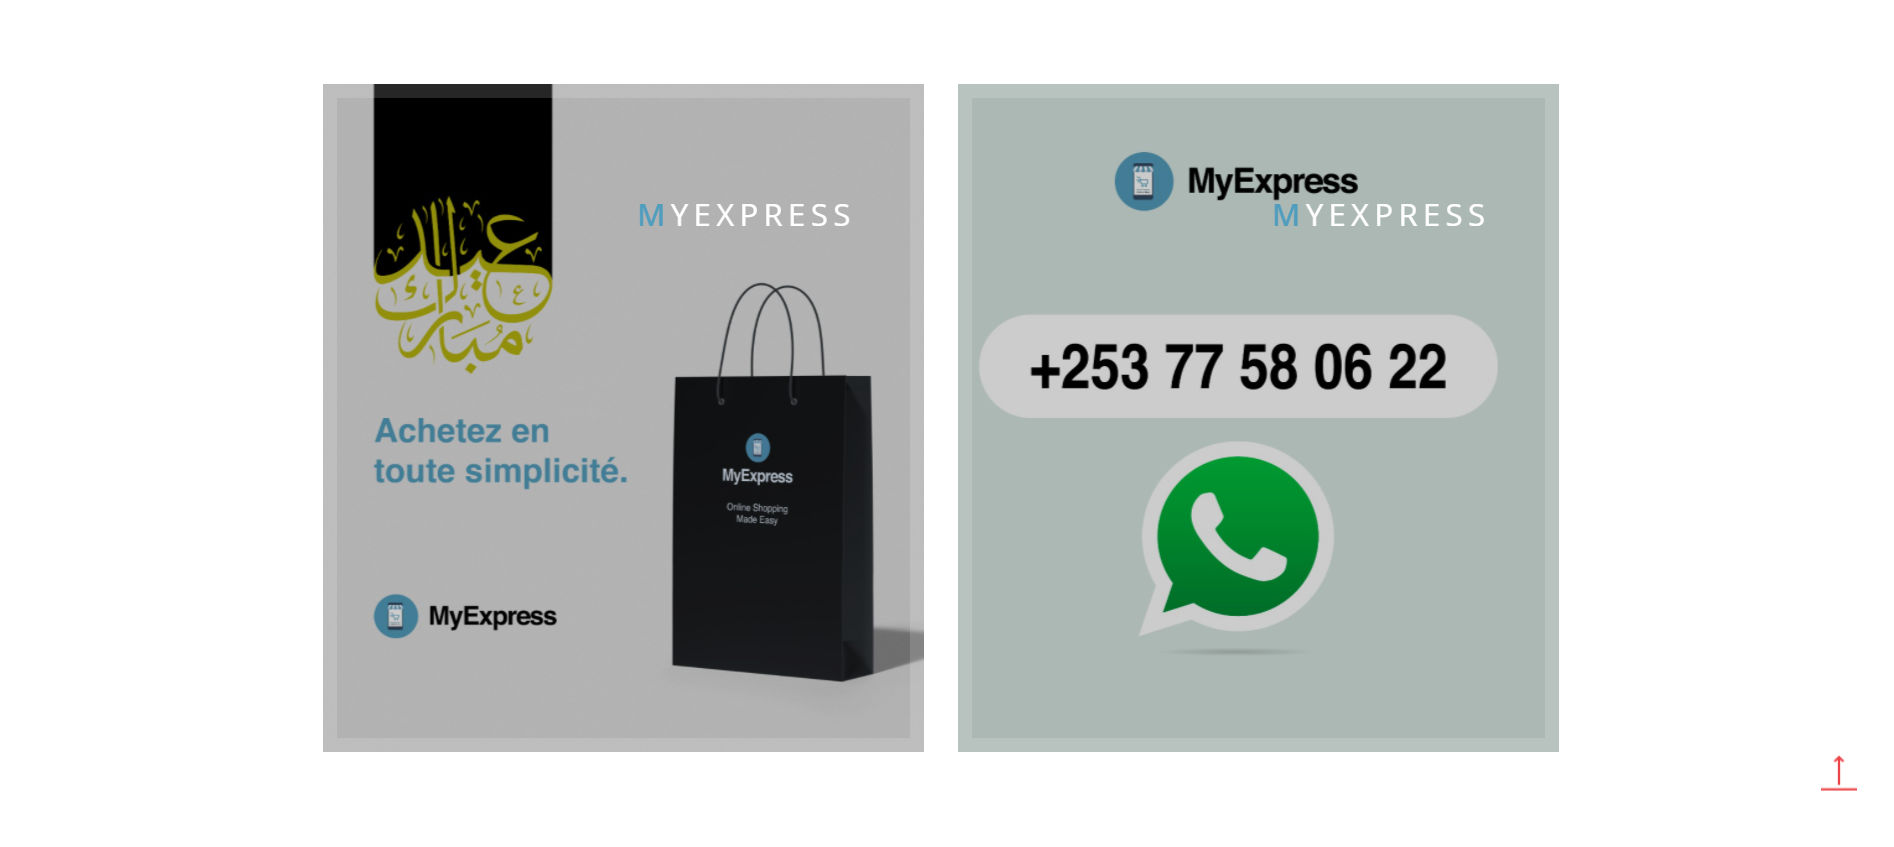 عيد
مُبارك
MYEXPRESS
Achetez en
toute simplicité.
MyExpress
Online Shopping
Made Easy
MyExpress
MyExpress
MYEXPRESS
+253 77 58 06 22